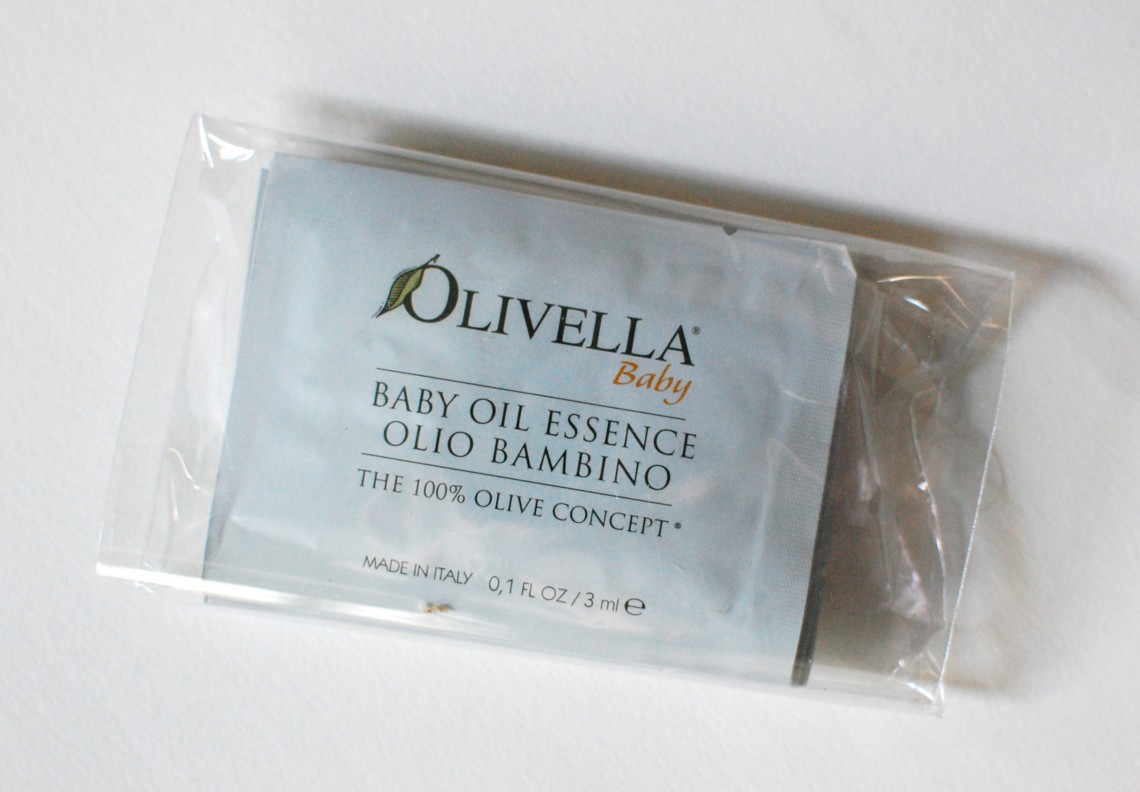 OLIVELLA®
Baby
BABY OIL ESSENCE
OLIO BAMBINO
THE 100% OLIVE CONCEPT®
MADE IN ITALY 0,1 FL OZ / 3 ml ℮